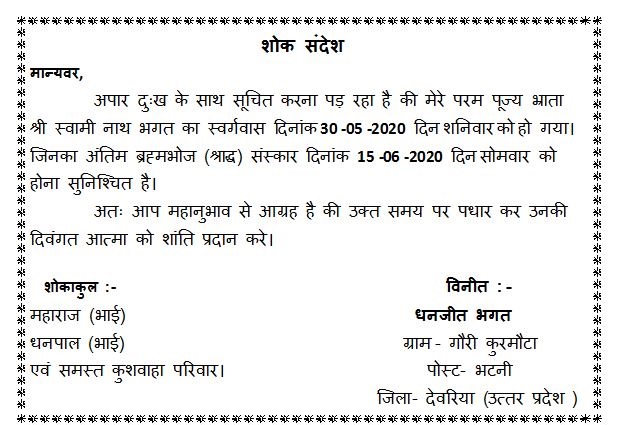 शोक संदेश
मान्यवर,
अपार दुःख के साथ सूचित करना पड़ रहा है की मेरे परम पूज्य भ्राता
श्री स्वामी नाथ भगत का स्वर्गवास दिनांक 30 -05 -2020 दिन शनिवार को हो गया।
जिनका अंतिम ब्रह्मभोज (श्राद्ध) संस्कार दिनांक 15 -06 -2020 दिन सोमवार को
होना सुनिश्चित है।
अतः आप महानुभाव से आग्रह है की उक्त समय पर पधार कर उनकी
दिवंगत आत्मा को शांति प्रदान करे।
शोकाकुल :-
महाराज (भाई)
धनपाल (भाई)
एवं समस्त कुशवाहा परिवार।
विनीत : -
धनजीत भगत
ग्राम - गौरी कुरमौटा
पोस्ट- भटनी
जिला- देवरिया (उत्तर प्रदेश )